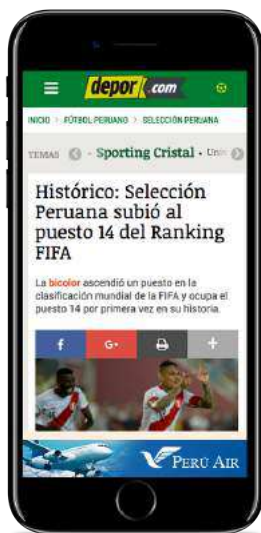 depor.com
INICIO > FÚTBOL PERUANO > SELECCIÓN PERUANA
TEMAS • Sporting Cristal •
Histórico: Selección
Peruana subió al
puesto 14 del Ranking
FIFA
La bicolor ascendió un puesto en la
clasificación mundial de la FIFA y ocupa el
puesto 14 por primera vez en su historia.
f G+ +
PERÚ AIR